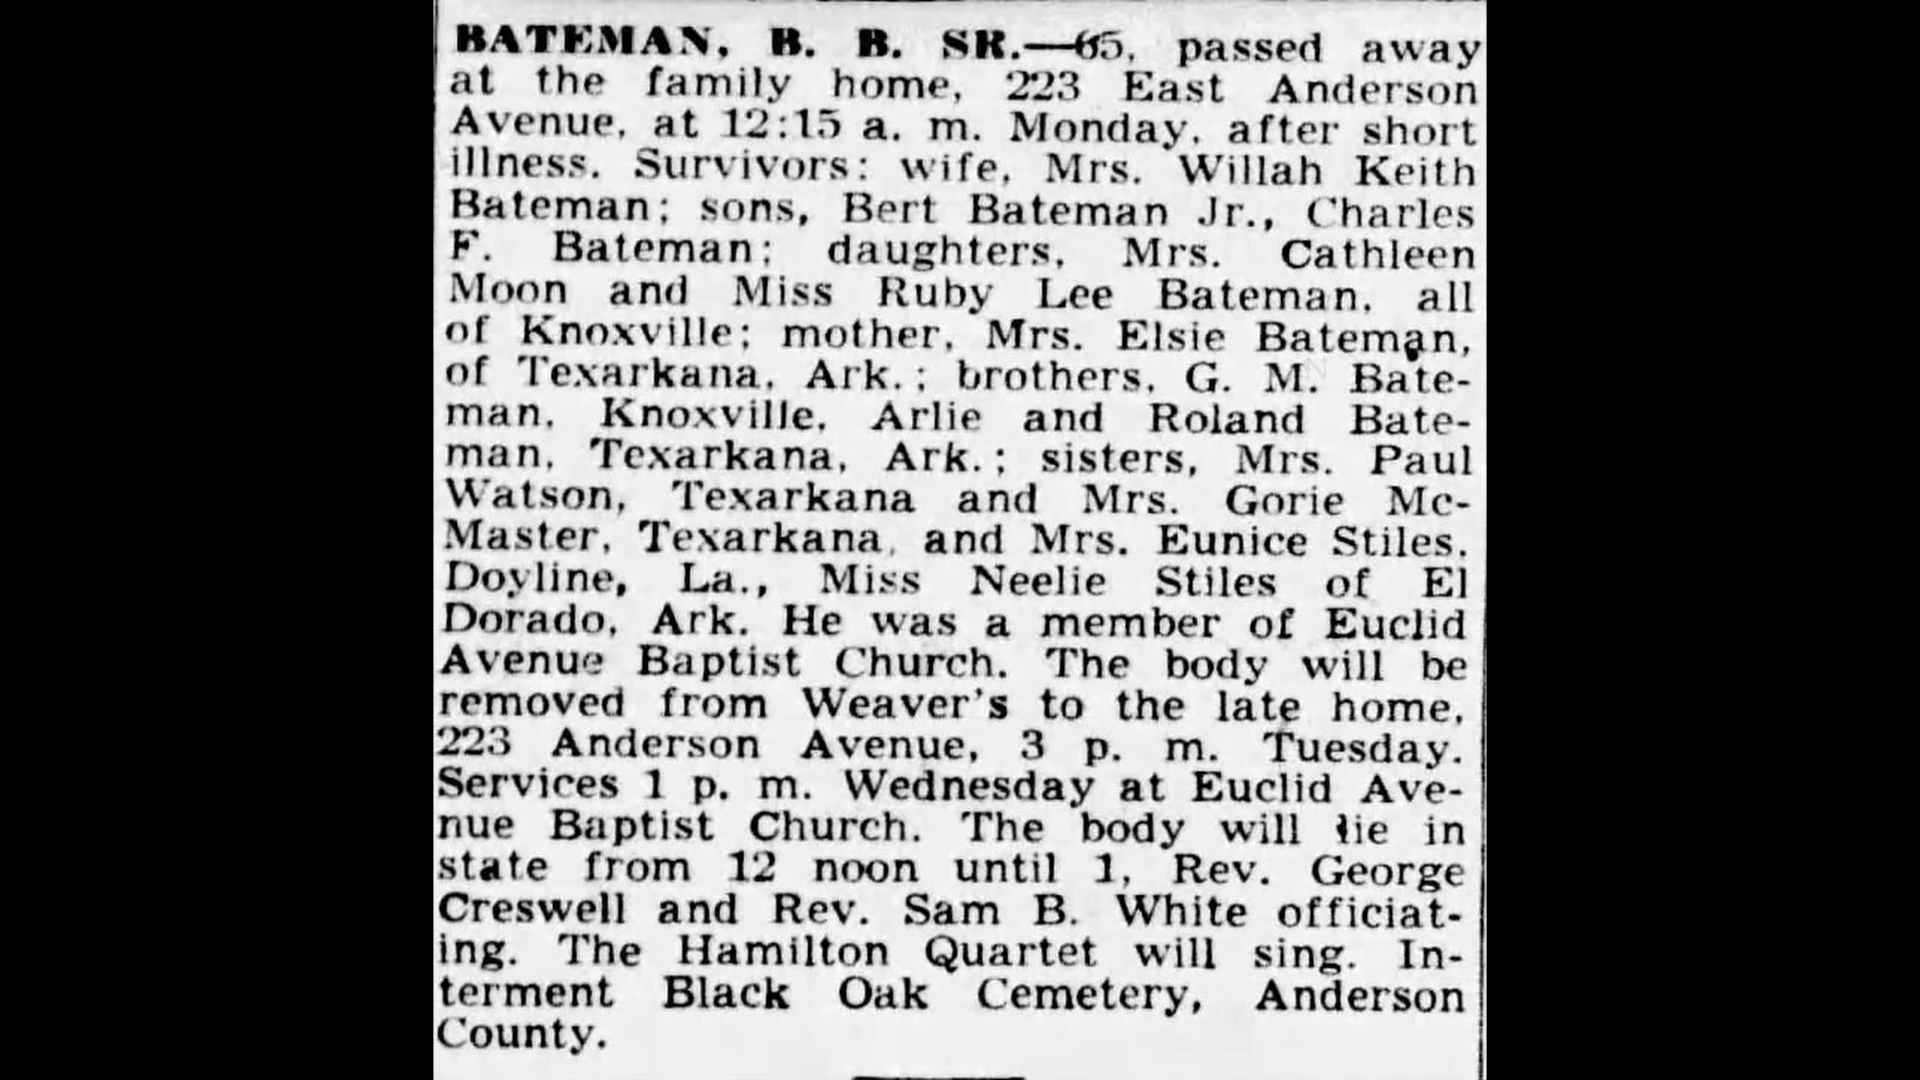 BATEMAN, B. B. SR.—65, passed away
at the family home, 223 East Anderson
Avenue, at 12:15 a. m. Monday, after short
illness. Survivors: wife, Mrs. Willah Keith
Bateman; sons, Bert Bateman Jr., Charles
F. Bateman; daughters, Mrs. Cathleen
Moon and Miss Ruby Lee Bateman, all
of Knoxville; mother, Mrs. Elsie Bateman,
of Texarkana, Ark.; brothers, G. M. Bate-
man, Knoxville, Arlie and Roland Bate-
man, Texarkana, Ark.; sisters, Mrs. Paul
Watson, Texarkana and Mrs. Gorie Mc-
Master, Texarkana, and Mrs. Eunice Stiles,
Doyline, La., Miss Neelie Stiles of El
Dorado, Ark. He was a member of Euclid
Avenue Baptist Church. The body will be
removed from Weaver's to the late home,
223 Anderson Avenue, 3 p. m. Tuesday.
Services 1 p. m. Wednesday at Euclid Ave-
nue Baptist Church. The body will lie in
state from 12 noon until 1, Rev. George
Creswell and Rev. Sam B. White officiat-
ing. The Hamilton Quartet will sing. In-
terment Black Oak Cemetery, Anderson
County.